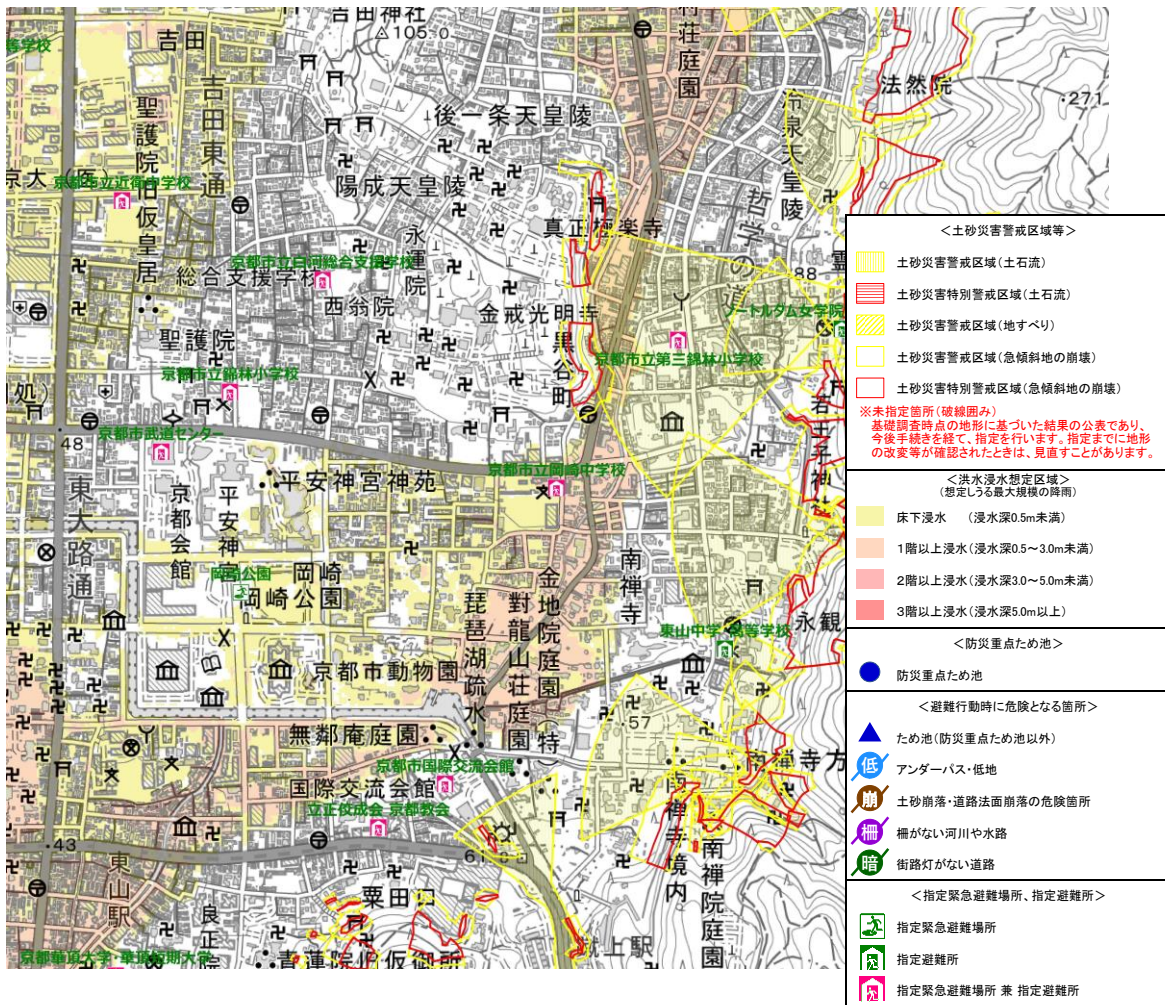 吉田神社
105.0
等学校
吉田
村荘庭園
法然院
271
吉田東通
聖護院旧仮皇居
後一条天皇陵
冷泉天皇陵
京大(医)
京都市立近衛中学校
陽成天皇陵
哲学の道
真正極楽寺
永運院
京都市立白河総合支援学校
総合支援学校
88
西翁院
金戒光明寺
ノートルダム女学院
聖護院
黒谷町
京都市立第三錦林小学校
京都市立錦林小学校
若王子神社
48
京都市武道センター
京都市立岡崎中学校
平安神宮神苑
東大路通
京都会館
平安神宮
岡崎公園
岡崎公園
南禅寺
琵琶湖疏水
對龍山荘庭園
金地院庭園(特)
東山中学・高等学校
永観
京都市動物園
57
無鄰庵庭園
京都市国際交流会館
国際交流会館
立正佼成会 京都教会
南禅寺境内
南禅寺方
43
61
東山駅
粟田口
南禅院庭園
良正院
蹴上駅
京都華頂大学・華頂短期大学
青蓮院旧仮御所
<土砂災害警戒区域等>
土砂災害警戒区域(土石流)
土砂災害特別警戒区域(土石流)
土砂災害警戒区域(地すべり)
土砂災害警戒区域(急傾斜地の崩壊)
土砂災害特別警戒区域(急傾斜地の崩壊)
※未指定箇所(破線囲み)
基礎調査時点の地形に基づいた結果の公表であり、
今後手続きを経て、指定を行います。指定までに地形
の改変等が確認されたときは、見直すことがあります。
<洪水浸水想定区域>
(想定しうる最大規模の降雨)
床下浸水 (浸水深0.5m未満)
1階以上浸水(浸水深0.5~3.0m未満)
2階以上浸水(浸水深3.0~5.0m未満)
3階以上浸水(浸水深5.0m以上)
<防災重点ため池>
防災重点ため池
<避難行動時に危険となる箇所>
ため池(防災重点ため池以外)
低 アンダーパス・低地
崩 土砂崩落・道路法面崩落の危険箇所
柵 柵がない河川や水路
暗 街路灯がない道路
<指定緊急避難場所、指定避難所>
指定緊急避難場所
指定避難所
指定緊急避難場所 兼 指定避難所